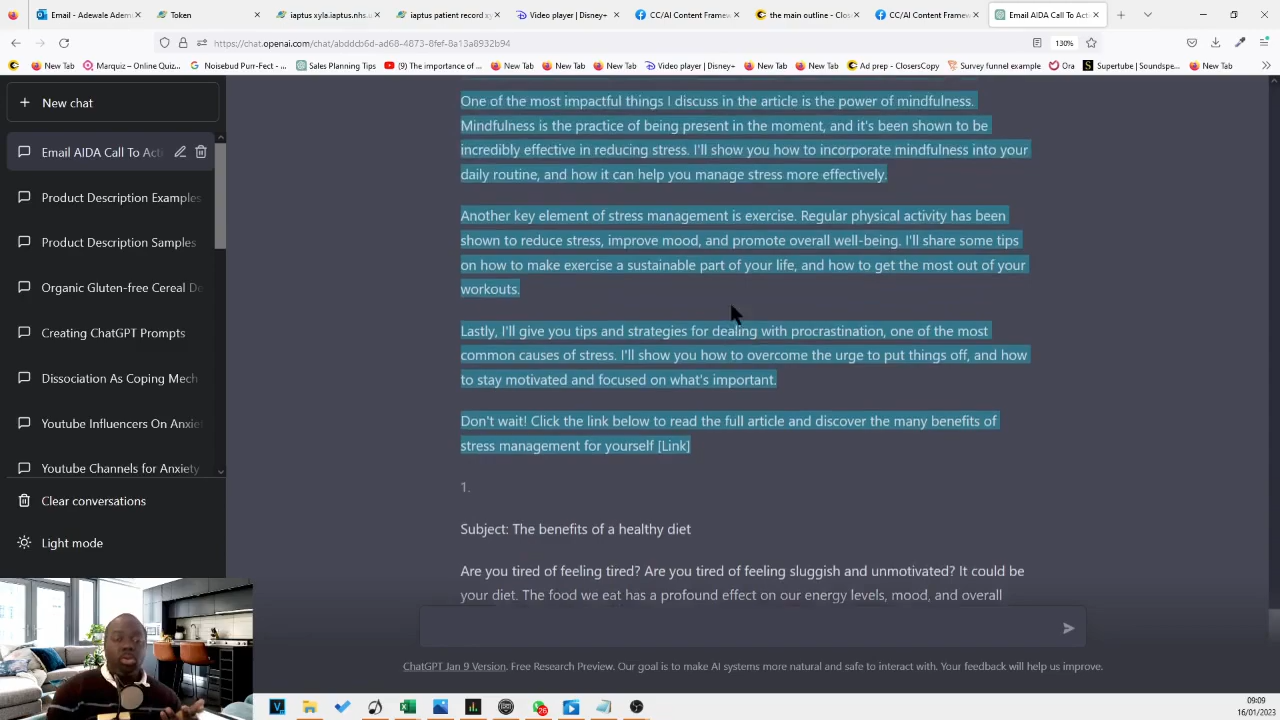 Outlook - Adewale Ademu
Token
iaptus xyla.iaptus.nhs.u
iaptus patient record xy
Video player | Disney+
CC/AI Content Framew
the main outline - Clos
CC/AI Content Framew
Email AIDA Call To Act
https://chat.openai.com/chat/abddcb6d-ad68-4873-8fef-8a13a8932b94
130%
New Tab
Marquiz – Online Quiz...
Noisebud Purr-Fect - ...
Sales Planning Tips
(9) The importance of ...
New Tab
New Tab
New Tab
Video player | Disney+
New Tab
New Tab
Ad prep - ClosersCopy
Survey funnel example
Ora
Supertube | Soundspe...
New Tab
New chat
Email AIDA Call To Acti
Product Description Examples
Product Description Samples
Organic Gluten-free Cereal De
Creating ChatGPT Prompts
Dissociation As Coping Mech
Youtube Influencers On Anxie
Youtube Channels for Anxiety
Clear conversations
Light mode
One of the most impactful things I discuss in the article is the power of mindfulness.
Mindfulness is the practice of being present in the moment, and it's been shown to be
incredibly effective in reducing stress. I'll show you how to incorporate mindfulness into your
daily routine, and how it can help you manage stress more effectively.
Another key element of stress management is exercise. Regular physical activity has been
shown to reduce stress, improve mood, and promote overall well-being. I'll share some tips
on how to make exercise a sustainable part of your life, and how to get the most out of your
workouts.
Lastly, I'll give you tips and strategies for dealing with procrastination, one of the most
common causes of stress. I'll show you how to overcome the urge to put things off, and how
to stay motivated and focused on what's important.
Don't wait! Click the link below to read the full article and discover the many benefits of
stress management for yourself [Link]
1.
Subject: The benefits of a healthy diet
Are you tired of feeling tired? Are you tired of feeling sluggish and unmotivated? It could be
your diet. The food we eat has a profound effect on our energy levels, mood, and overall
ChatGPT Jan 9 Version. Free Research Preview. Our goal is to make AI systems more natural and safe to interact with. Your feedback will help us improve.
09:09
16/01/2023